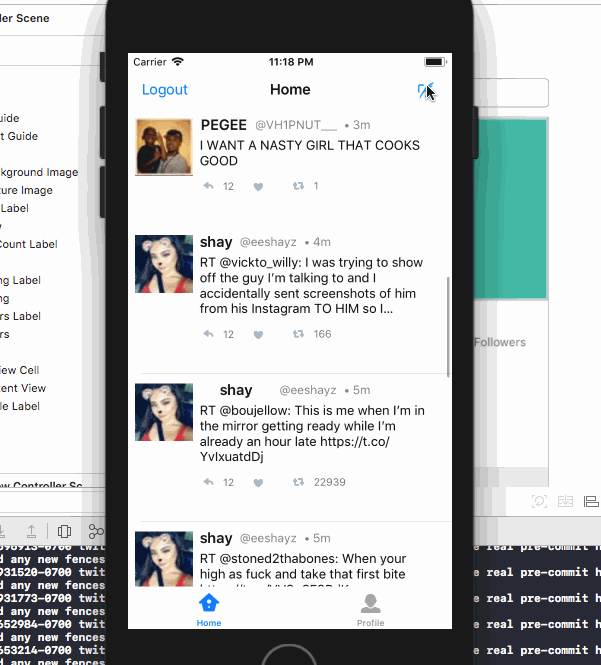 ller Scene
Carrier
11:18 PM
Logout
Home
uide
t Guide
kground Image
ture Image
Label
y
Count Label
ng Label
ng
rs Label
rs
iew Cell
tent View
le Label
ew Controller Sc
Followers
PEGEE @VH1PNUT___ • 3m
I WANT A NASTY GIRL THAT COOKS
GOOD
12 1
shay @eeshayz • 4m
RT @vickto_willy: I was trying to show
off the guy I'm talking to and I
accidentally sent screenshots of him
from his Instagram TO HIM so I...
12 166
shay @eeshayz • 5m
RT @boujellow: This is me when I'm in
the mirror getting ready while I'm
already an hour late https://t.co/
YvIxuatdDj
12 22939
shay @eeshayz • 5m
RT @stoned2thabones: When your
high as fuck and take that first bite
Home
Profile
d any new fences
931520-0700 twit
d any new fences
931773-0700 twit
d any new fences
652984-0700 twit
d any new fences
653214-0700 twit
d any new fences
e real pre-commit h
e real pre-commit h
e real pre-commit h
e real pre-commit h
e real pre-commit h